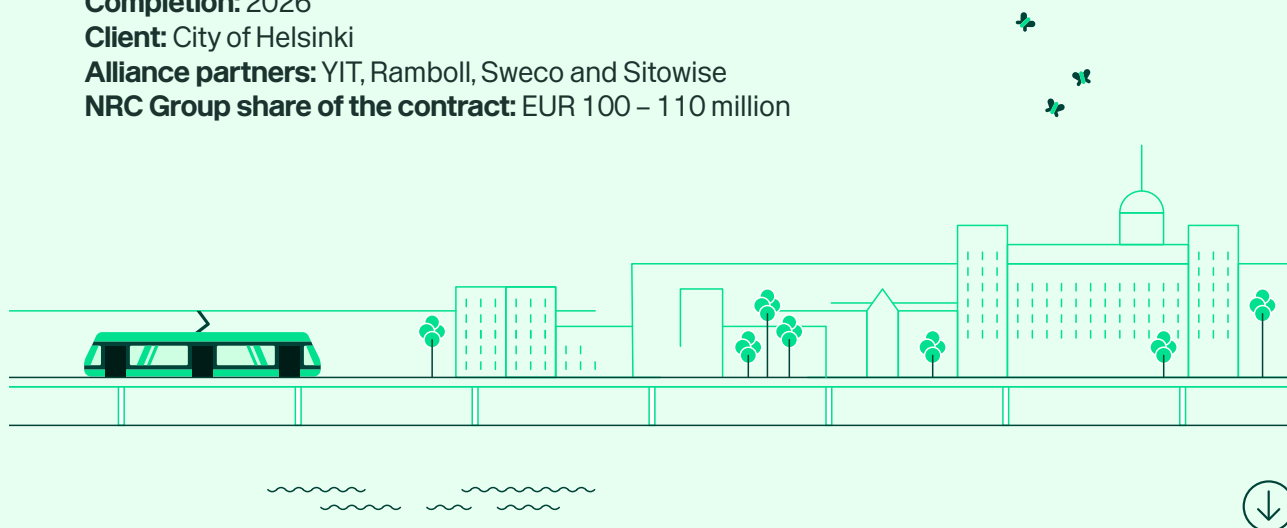 Completion: 2026
Client: City of Helsinki
Alliance partners: YIT, Ramboll, Sweco and Sitowise
NRC Group share of the contract: EUR 100 – 110 million